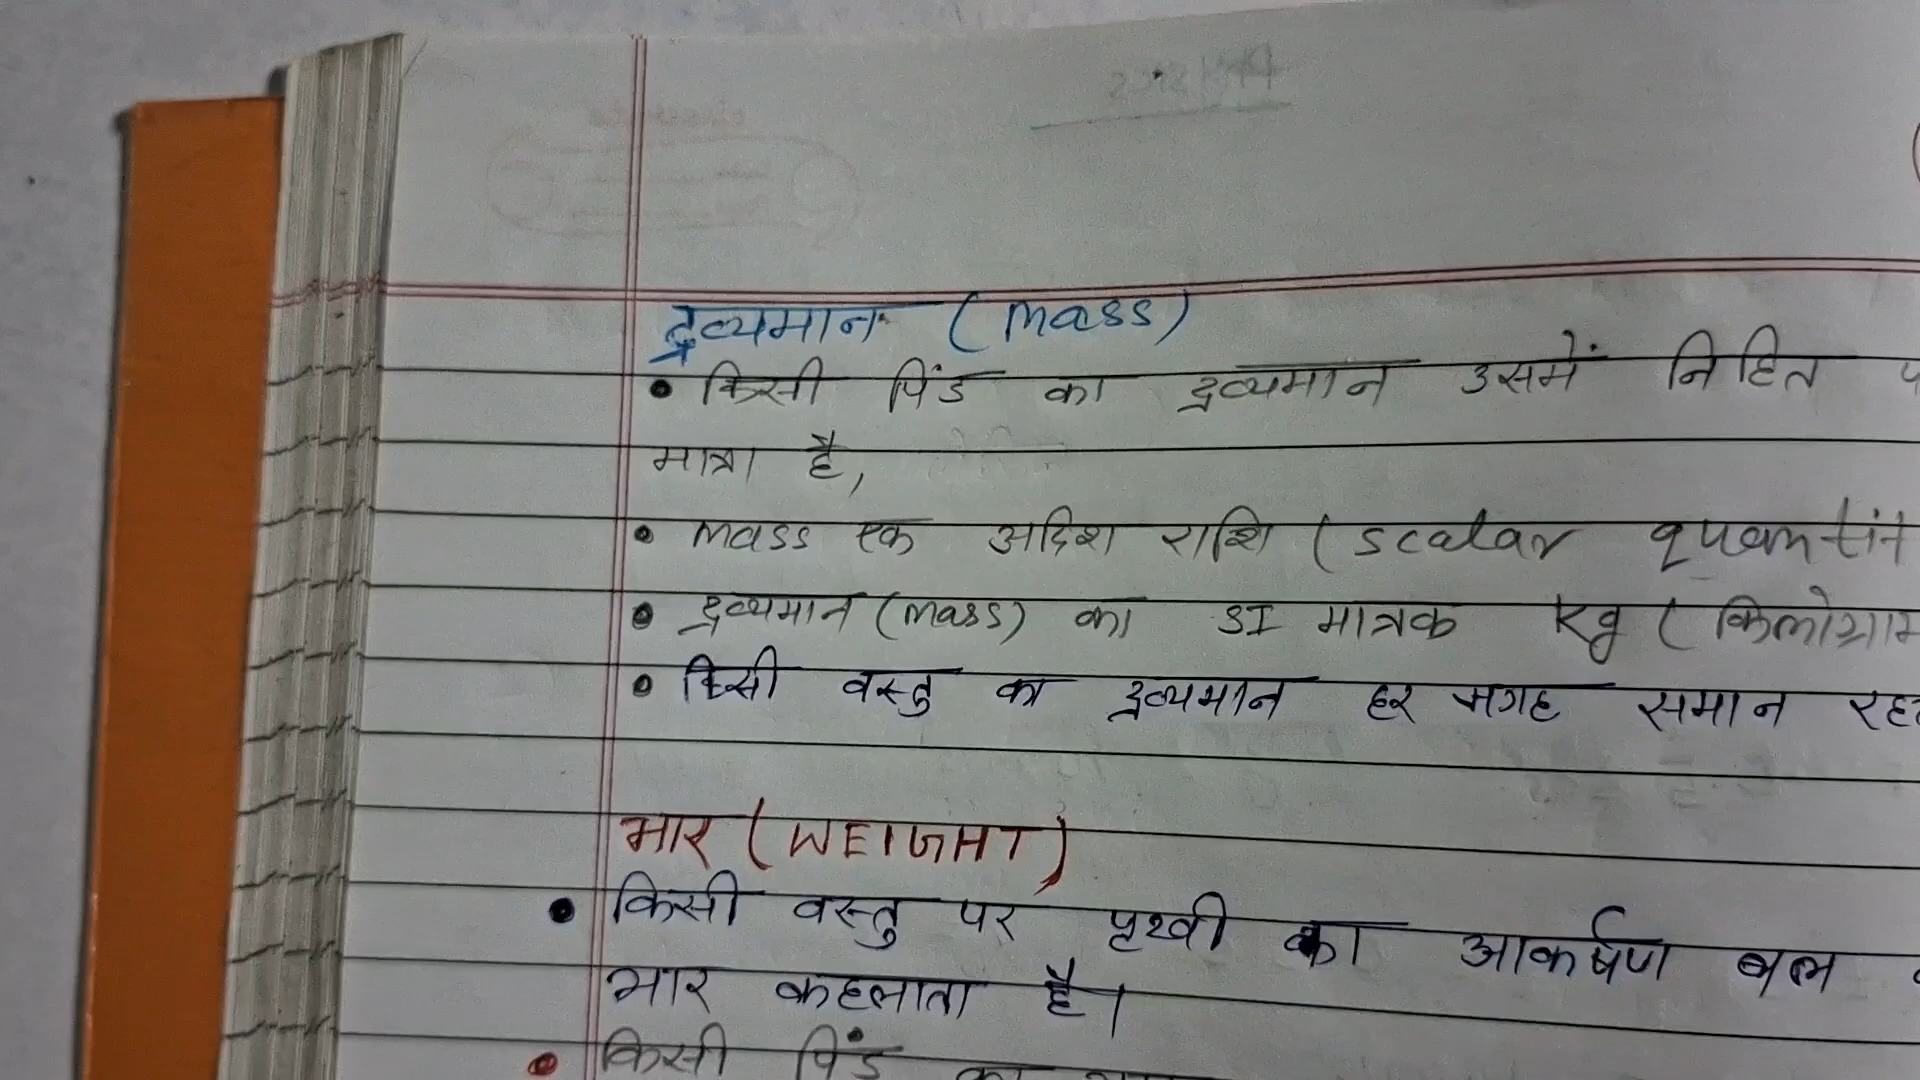 द्रव्यमान (mass)
• किसी पिंड का द्रव्यमान उसमें निहित
मात्रा है,
• mass एक अदिश राशि (scalar quantit
• द्रव्यमान (mass) का SI मात्रक kg (किलोग्राम
• किसी वस्तु का द्रव्यमान हर जगह समान रह
भार (WEIGHT)
• किसी वस्तु पर पृथ्वी का आकर्षण बल
भार कहलाता है।
• किसी पिंड का